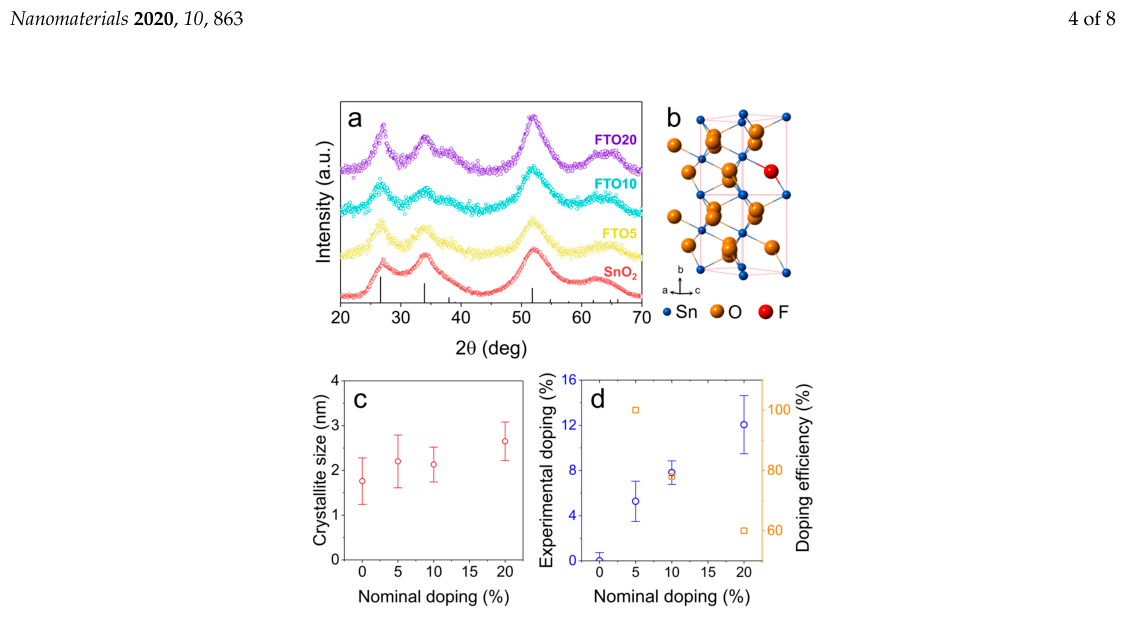 Nanomaterials 2020, 10, 863
4 of 8
a
Intensity (a.u.)
FTO20
FTO10
FTO5
SnO₂
20 30 40 50 60 70
2θ (deg)
b
b
a c
Sn O F
c
Crystallite size (nm)
4
3
2
1
0
0 5 10 15 20
Nominal doping (%)
d
Experimental doping (%)
16
12
8
4
0
0 5 10 15 20
Nominal doping (%)
100
80
60
Doping efficiency (%)